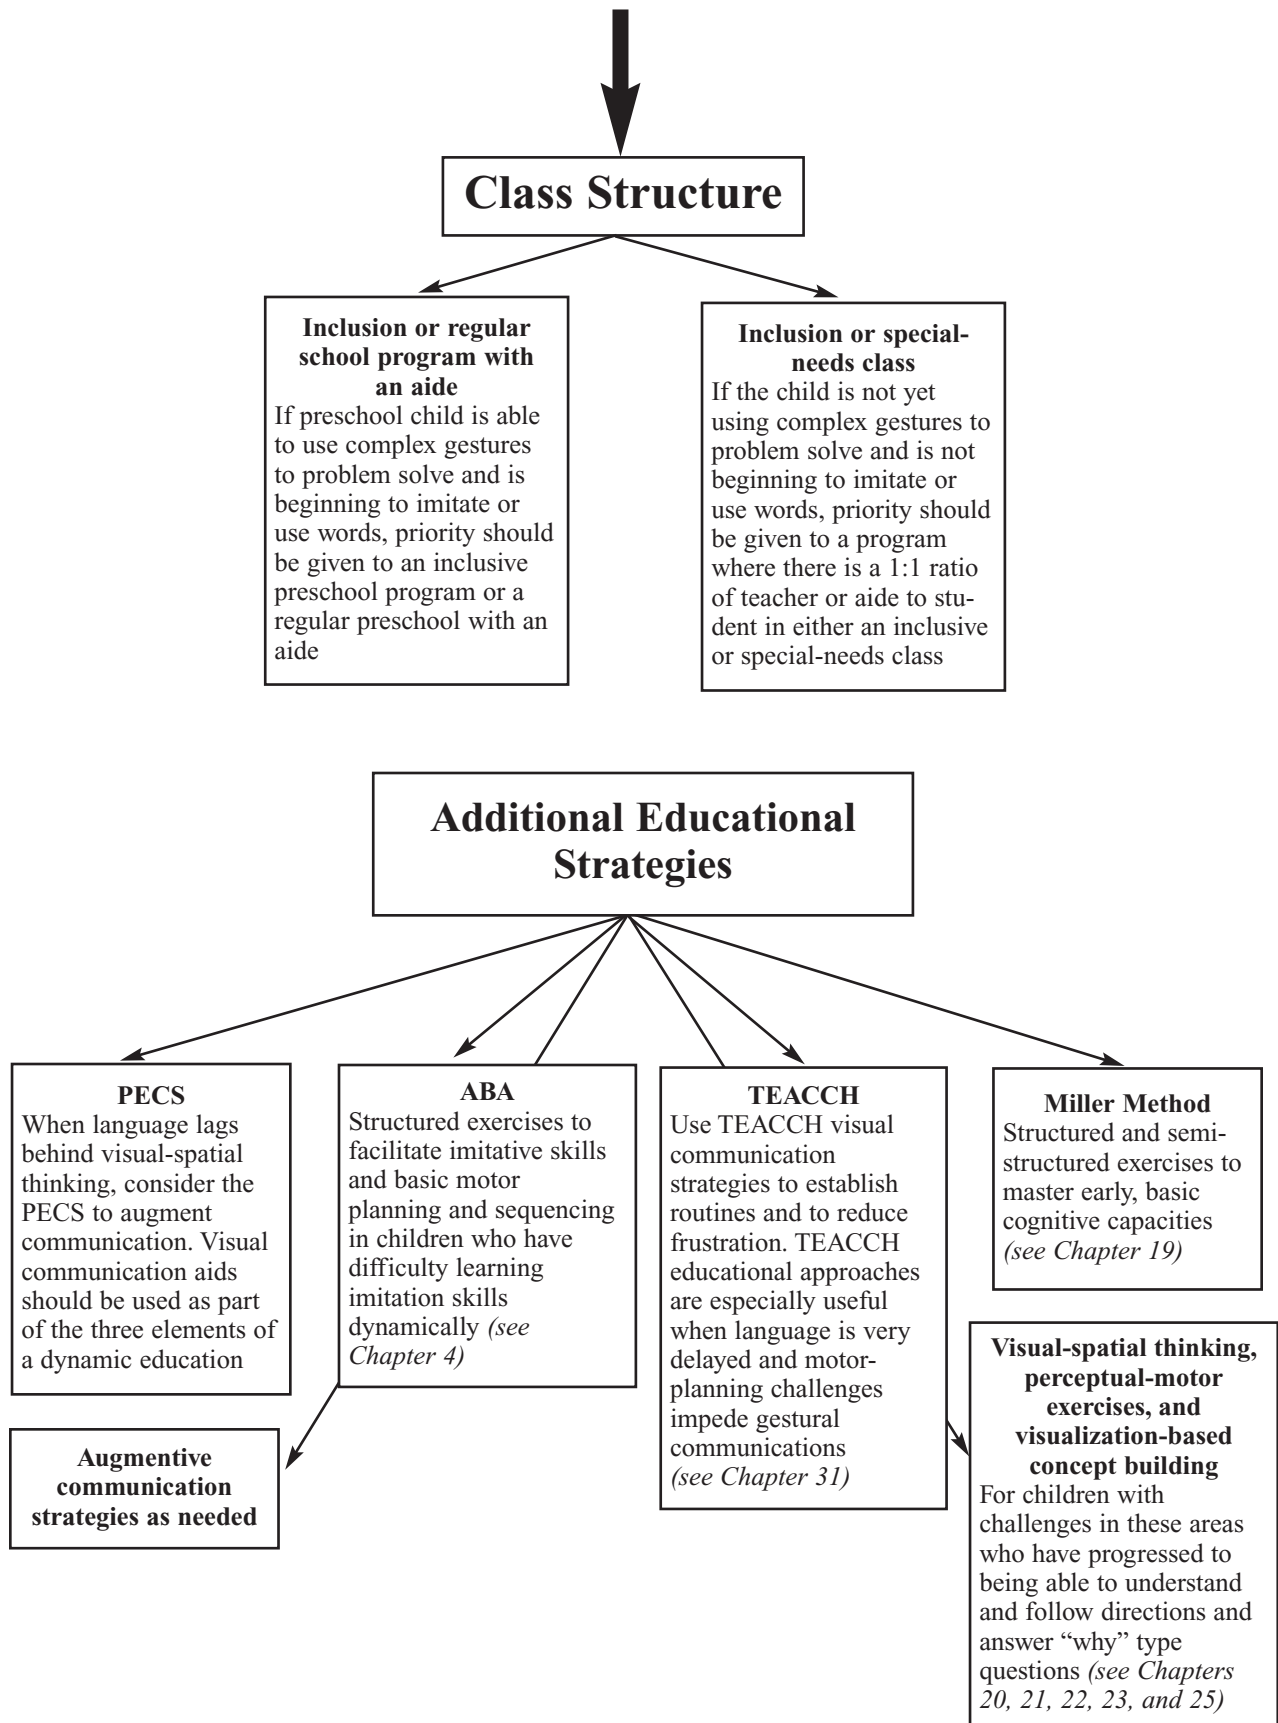 Class Structure
Inclusion or regular
school program with
an aide
If preschool child is able
to use complex gestures
to problem solve and is
beginning to imitate or
use words, priority should
be given to an inclusive
preschool program or a
regular preschool with an
aide
Inclusion or special-
needs class
If the child is not yet
using complex gestures to
problem solve and is not
beginning to imitate or
use words, priority should
be given to a program
where there is a 1:1 ratio
of teacher or aide to stu-
dent in either an inclusive
or special-needs class
Additional Educational
Strategies
PECS
When language lags
behind visual-spatial
thinking, consider the
PECS to augment
communication. Visual
communication aids
should be used as part
of the three elements of
a dynamic education
ABA
Structured exercises to
facilitate imitative skills
and basic motor
planning and sequencing
in children who have
difficulty learning
imitation skills
dynamically (see
Chapter 4)
TEACCH
Use TEACCH visual
communication
strategies to establish
routines and to reduce
frustration. TEACCH
educational approaches
are especially useful
when language is very
delayed and motor-
planning challenges
impede gestural
communications
(see Chapter 31)
Miller Method
Structured and semi-
structured exercises to
master early, basic
cognitive capacities
(see Chapter 19)
Augmentive
communication
strategies as needed
Visual-spatial thinking,
perceptual-motor
exercises, and
visualization-based
concept building
For children with
challenges in these areas
who have progressed to
being able to understand
and follow directions and
answer “why” type
questions (see Chapters
20, 21, 22, 23, and 25)